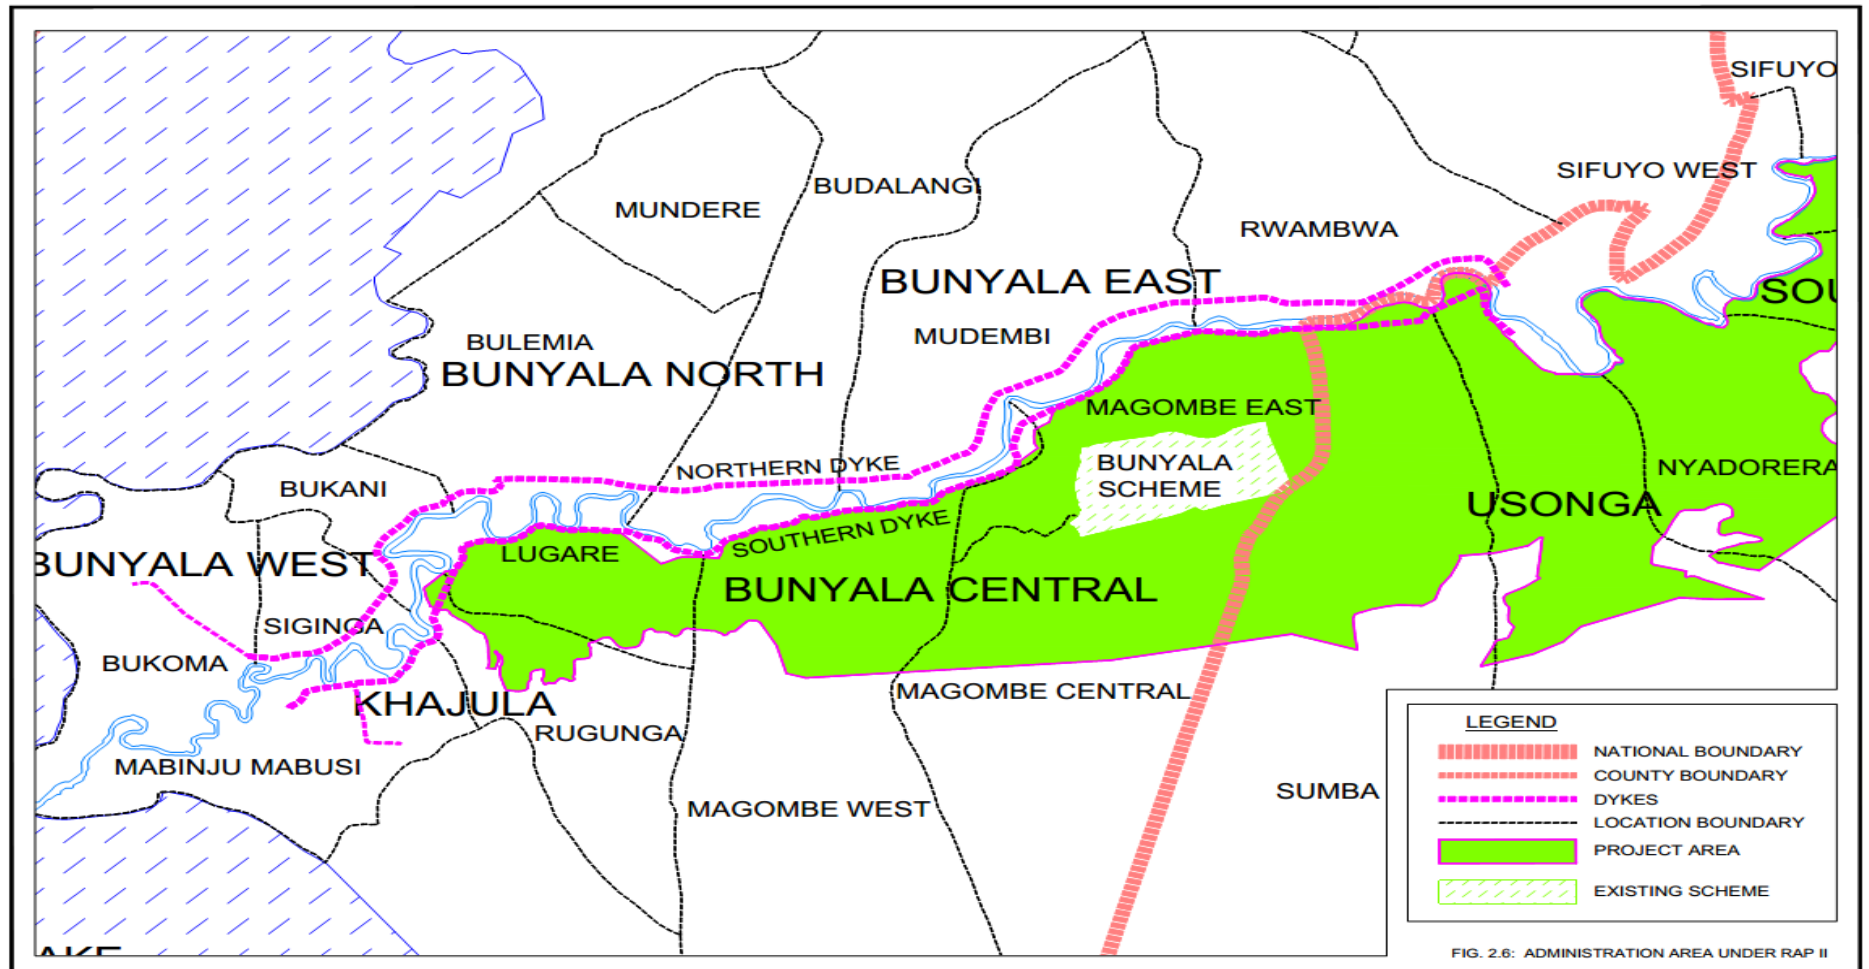 SIFUYO
SIFUYO WEST
BUDALANGI
MUNDERE
RWAMBWA
BUNYALA EAST
SOU
BULEMIA
MUDEMBI
BUNYALA NORTH
MAGOMBE EAST
NORTHERN DYKE
BUNYALA
SCHEME
NYADORERA
BUKANI
USONGA
SOUTHERN DYKE
LUGARE
BUNYALA WEST
BUNYALA CENTRAL
SIGINGA
BUKOMA
MAGOMBE CENTRAL
KHAJULA
RUGUNGA
MABINJU MABUSI
SUMBA
MAGOMBE WEST
AKE
LEGEND
NATIONAL BOUNDARY
COUNTY BOUNDARY
DYKES
LOCATION BOUNDARY
PROJECT AREA
EXISTING SCHEME
FIG. 2.6: ADMINISTRATION AREA UNDER RAP II